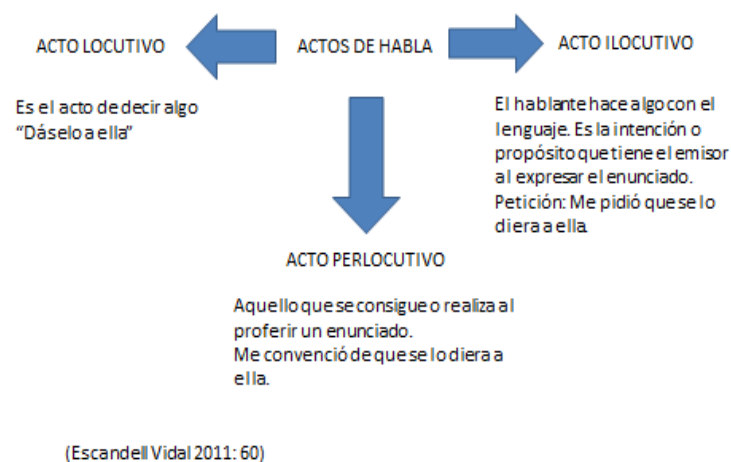 ACTO LOCUTIVO
ACTOS DE HABLA
ACTO ILOCUTIVO
Es el acto de decir algo
“Dáselo a ella”
El hablante hace algo con el
lenguaje. Es la intención o
propósito que tiene el emisor
al expresar el enunciado.
Petición: Me pidió que se lo
diera a ella.
ACTO PERLOCUTIVO
Aquello que se consigue o realiza al
proferir un enunciado.
Me convenció de que se lo diera a
ella.
(Escandell Vidal 2011: 60)